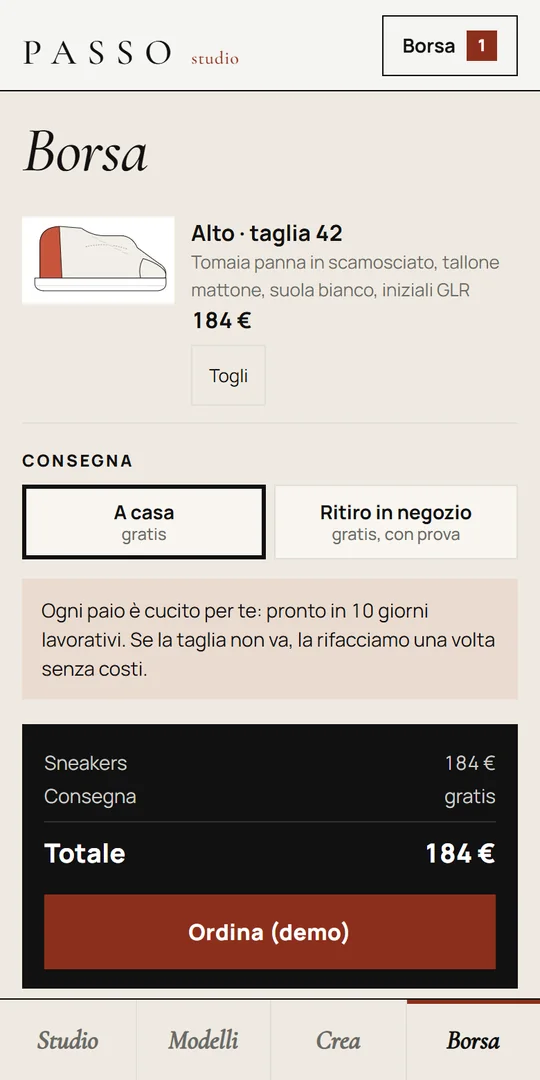 PASSO studio
Borsa 1
Borsa
Alto · taglia 42
Tomaia panna in scamosciato, tallone
mattone, suola bianco, iniziali GLR
184 €
Togli
CONSEGNA
A casa
gratis
Ritiro in negozio
gratis, con prova
Ogni paio è cucito per te: pronto in 10 giorni
lavorativi. Se la taglia non va, la rifacciamo una volta
senza costi.
Sneakers 184 €
Consegna gratis
Totale 184 €
Ordina (demo)
Studio Modelli Crea Borsa